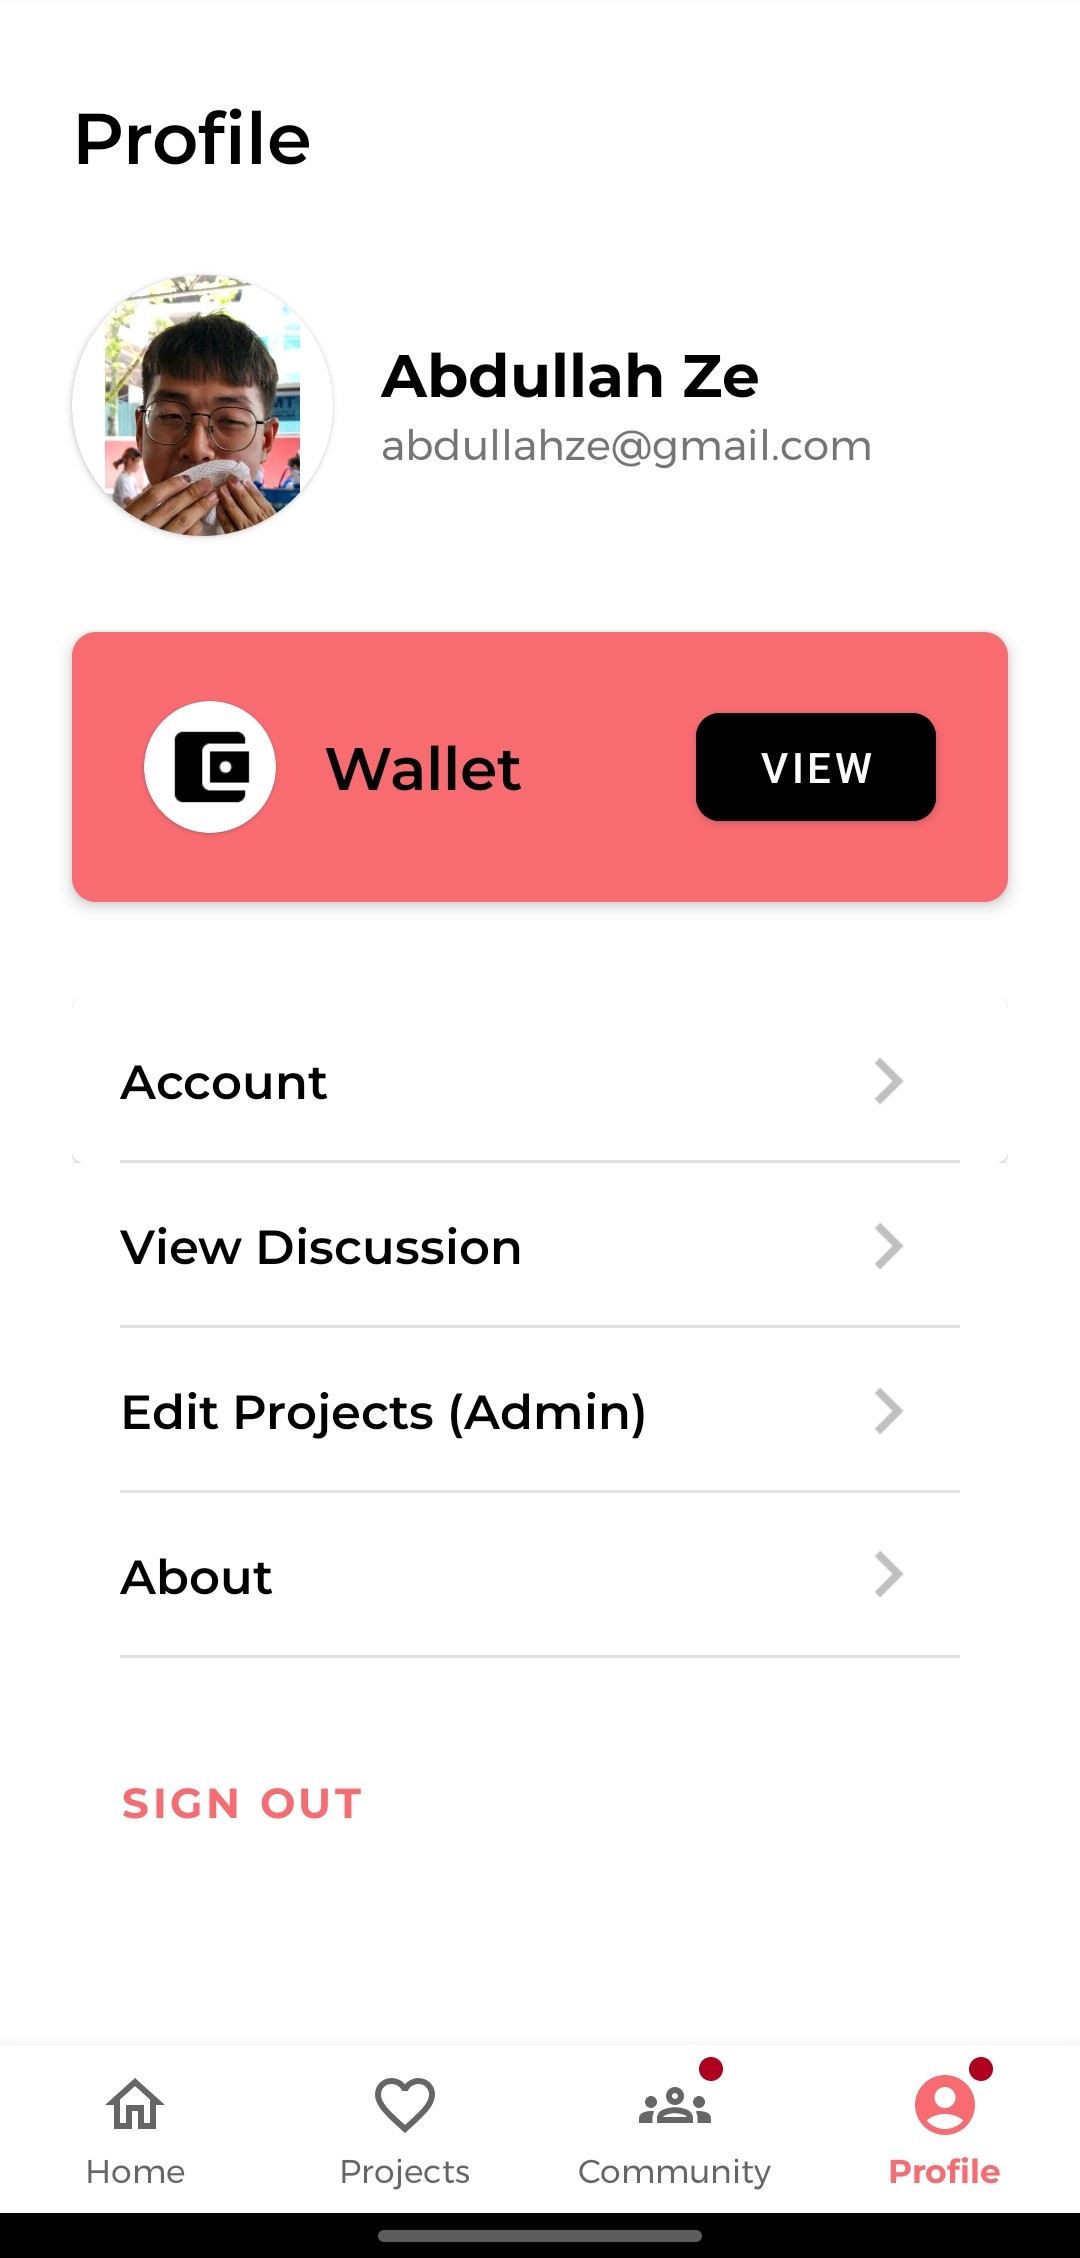 Profile
Abdullah Ze
abdullahze@gmail.com
Wallet
VIEW
Account
View Discussion
Edit Projects (Admin)
About
SIGN OUT
Home
Projects
Community
Profile